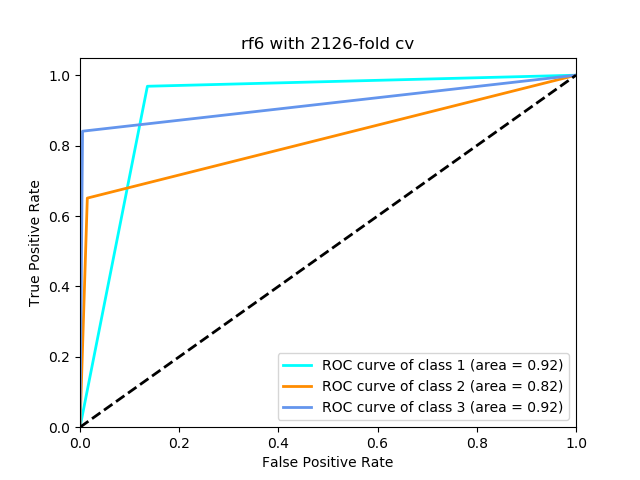 rf6 with 2126-fold cv
1.0
0.8
0.6
0.4
0.2
0.0
True Positive Rate
ROC curve of class 1 (area = 0.92)
ROC curve of class 2 (area = 0.82)
ROC curve of class 3 (area = 0.92)
0.0 0.2 0.4 0.6 0.8 1.0
False Positive Rate